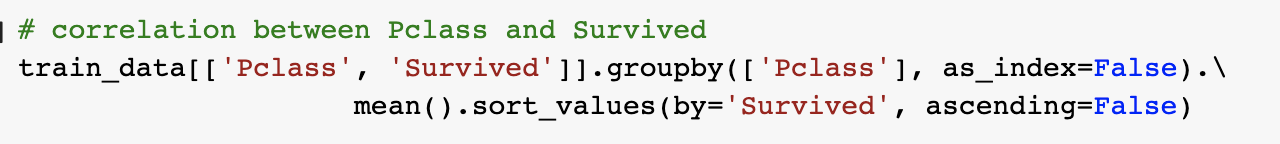 # correlation between Pclass and Survived
train_data[['Pclass', 'Survived']].groupby(['Pclass'], as_index=False).\
mean().sort_values(by='Survived', ascending=False)